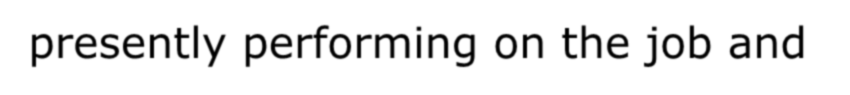 presently performing on the job and